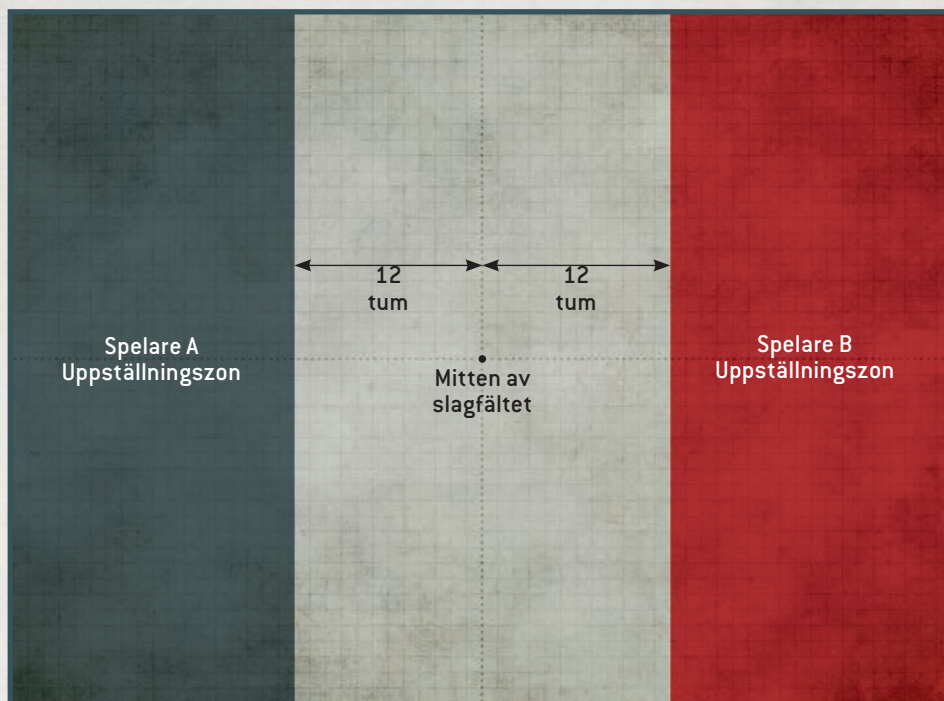 12
tum
12
tum
Spelare A
Uppställningszon
Mitten av
slagfältet
Spelare B
Uppställningszon